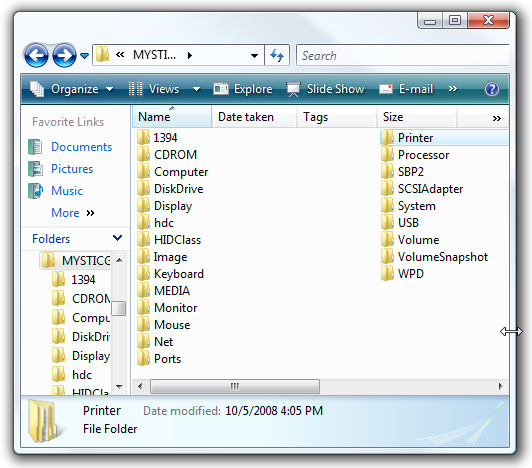 « MYSTI... Search
Organize Views Explore Slide Show E-mail » ?
Favorite Links
Documents
Pictures
Music
More »
Folders
MYSTICG
1394
CDROM
Compu
DiskDri
Display
hdc
HIDClass
Name Date taken Tags Size »
1394
CDROM
Computer
DiskDrive
Display
hdc
HIDClass
Image
Keyboard
MEDIA
Monitor
Mouse
Net
Ports
Printer
Processor
SBP2
SCSIAdapter
System
USB
Volume
VolumeSnapshot
WPD
Printer Date modified: 10/5/2008 4:05 PM
File Folder